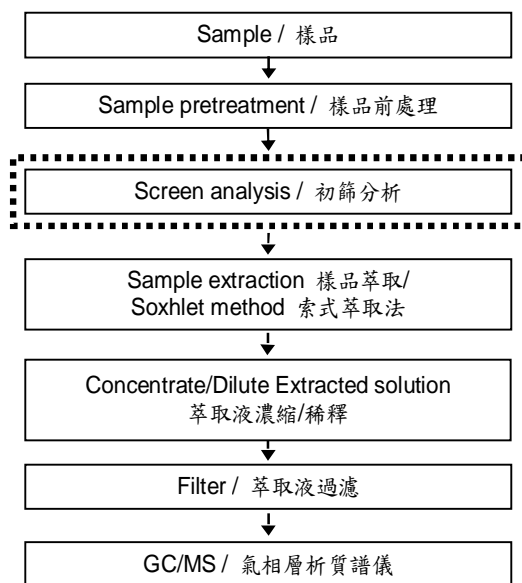 Sample / 樣品
Sample pretreatment / 樣品前處理
Screen analysis / 初篩分析
Sample extraction 樣品萃取/
Soxhlet method 索式萃取法
Concentrate/Dilute Extracted solution
萃取液濃縮/稀釋
Filter / 萃取液過濾
GC/MS / 氣相層析質譜儀